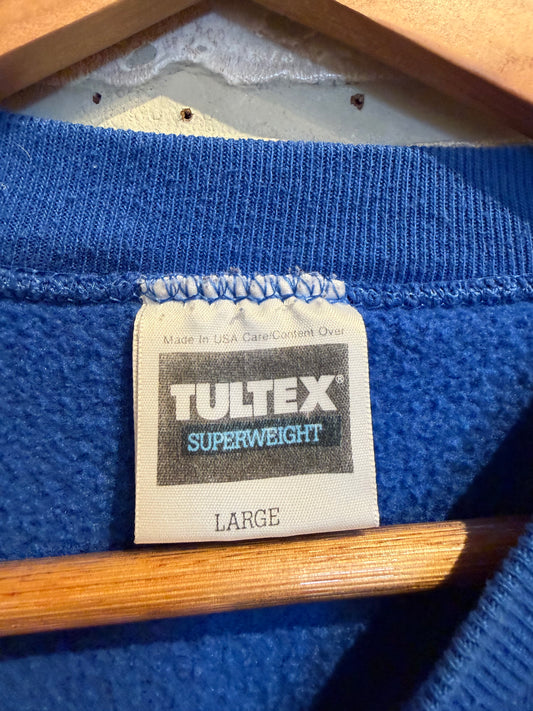 Made In USA Care/Content Over
TULTEX®
SUPERWEIGHT
LARGE